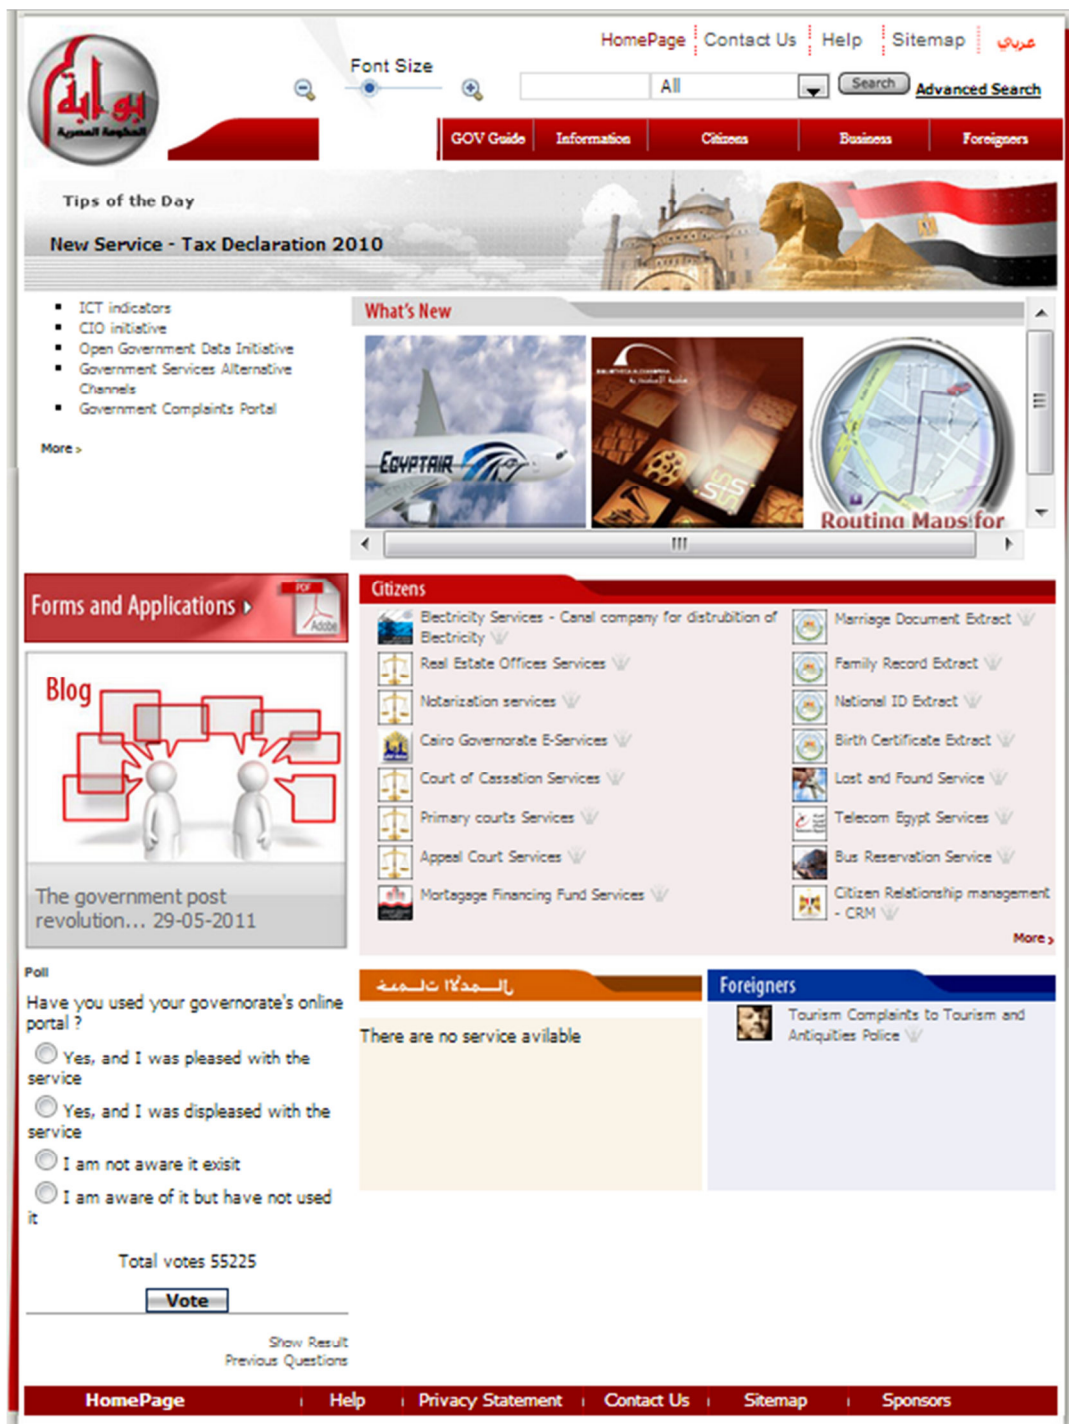 HomePage Contact Us Help Sitemap عربي
Font Size
All Search Advanced Search
بوابة
الحكومة المصرية
GOV Guide Information Citizens Business Foreigners
Tips of the Day
New Service - Tax Declaration 2010
ICT indicators
CIO initiative
Open Government Data Initiative
Government Services Alternative
Channels
Government Complaints Portal
More >
What's New
EGYPTAIR
BIBLIOTHECA ALEXANDRINA
مكتبة الإسكندرية
Routing Maps for
Forms and Applications
PDF
Adobe
Blog
The government post
revolution... 29-05-2011
Citizens
Electricity Services - Canal company for distrubition of
Electricity
Real Estate Offices Services
Notarization services
Cairo Governorate E-Services
Court of Cassation Services
Primary courts Services
Appeal Court Services
Mortagage Financing Fund Services
Marriage Document Extract
Family Record Extract
National ID Extract
Birth Certificate Extract
Lost and Found Service
Telecom Egypt Services
Bus Reservation Service
Citizen Relationship management
- CRM
More >
Poll
Have you used your governorate's online
portal ?
Yes, and I was pleased with the
service
Yes, and I was displeased with the
service
I am not aware it exisit
I am aware of it but have not used
it
Total votes 55225
Vote
Show Result
Previous Questions
There are no service avilable
Foreigners
Tourism Complaints to Tourism and
Antiquities Police
HomePage Help Privacy Statement Contact Us Sitemap Sponsors